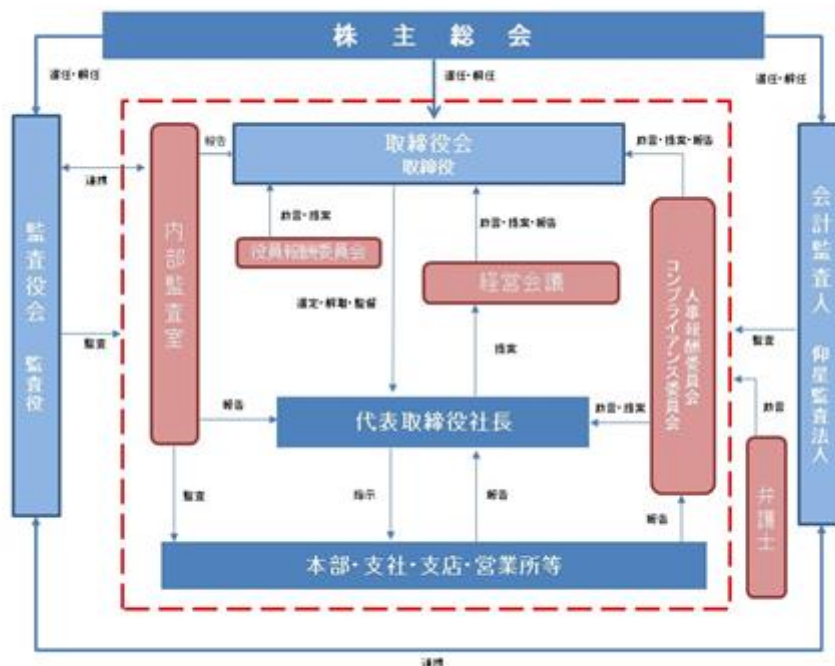 株主総会
選任・解任
選任・解任
選任・解任
取締役会
取締役
報告
助言・提案・報告
連携
助言・提案
役員報酬委員会
助言・提案・報告
経営会議
監査役会 監査役
内部監査室
人事報酬委員会
コンプライアンス委員会
会計監査人 仰星監査法人
選定・解職・監督
監査
提案
監査
報告
代表取締役社長
助言・提案
助言
弁護士
監査
指示
報告
報告
本部・支社・支店・営業所等
連携